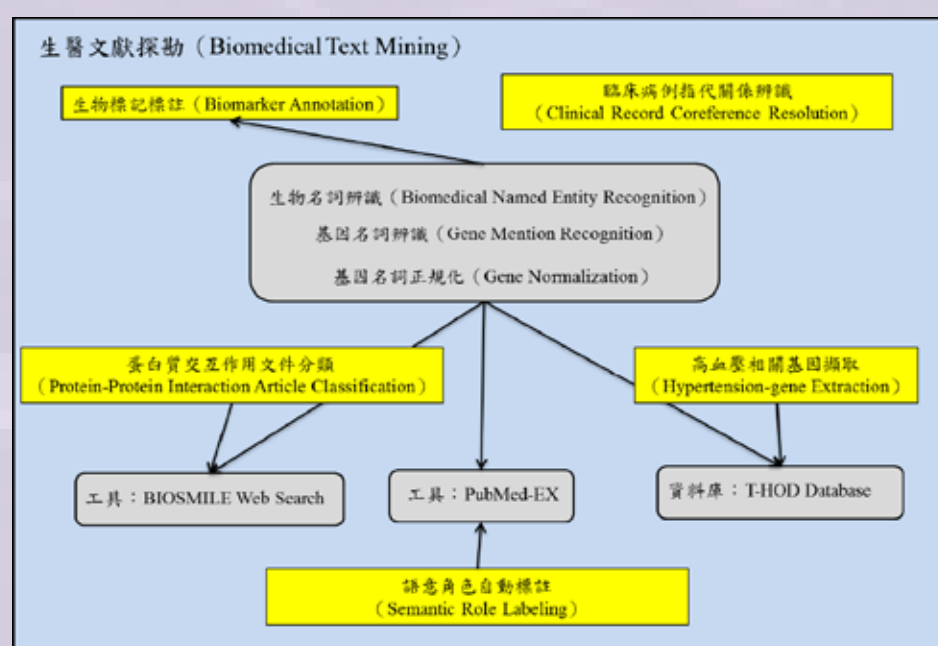 生醫文獻探勘（Biomedical Text Mining）
生物標記標註（Biomarker Annotation）
臨床病例指代關係辨識
（Clinical Record Coreference Resolution）
生物名詞辨識（Biomedical Named Entity Recognition）
基因名詞辨識（Gene Mention Recognition）
基因名詞正規化（Gene Normalization）
蛋白質交互作用文件分類
（Protein-Protein Interaction Article Classification）
高血壓相關基因擷取
（Hypertension-gene Extraction）
工具：BIOSMILE Web Search
工具：PubMed-EX
資料庫：T-HOD Database
語意角色自動標註
（Semantic Role Labeling）